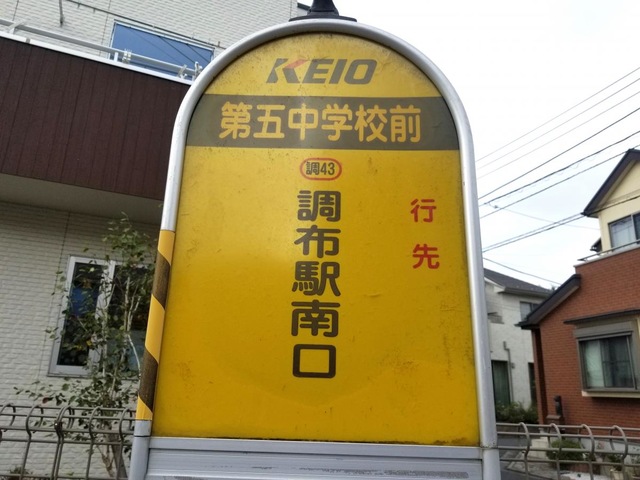 KEIO
第五中学校前
調43
行先
調布駅南口